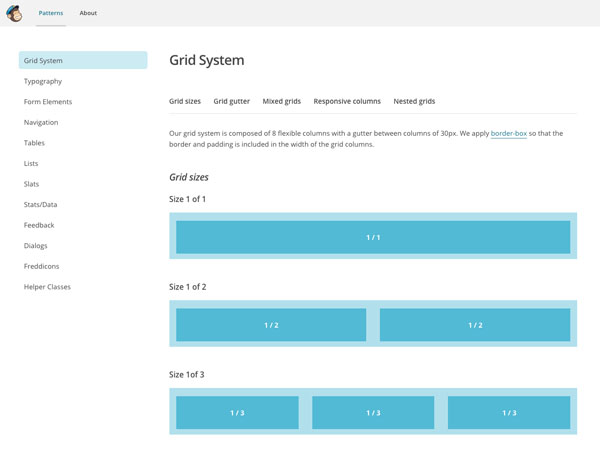 Patterns About
Grid System
Typography
Form Elements
Navigation
Tables
Lists
Slats
Stats/Data
Feedback
Dialogs
Freddicons
Helper Classes
Grid System
Grid sizes Grid gutter Mixed grids Responsive columns Nested grids
Our grid system is composed of 8 flexible columns with a gutter between columns of 30px. We apply border-box so that the
border and padding is included in the width of the grid columns.
Grid sizes
Size 1 of 1
1 / 1
Size 1 of 2
1 / 2 1 / 2
Size 1of 3
1 / 3 1 / 3 1 / 3